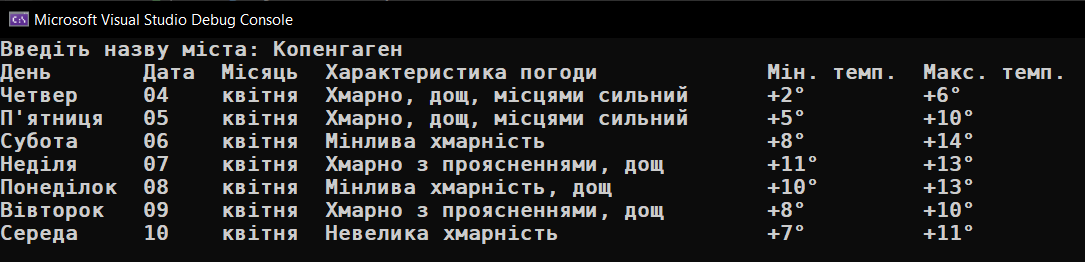 Microsoft Visual Studio Debug Console
Введіть назву міста: Копенгаген
День Дата Місяць Характеристика погоди Мін. темп. Макс. темп.
Четвер 04 квітня Хмарно, дощ, місцями сильний +2° +6°
П'ятниця 05 квітня Хмарно, дощ, місцями сильний +5° +10°
Субота 06 квітня Мінлива хмарність +8° +14°
Неділя 07 квітня Хмарно з проясненнями, дощ +11° +13°
Понеділок 08 квітня Мінлива хмарність, дощ +10° +13°
Вівторок 09 квітня Хмарно з проясненнями, дощ +8° +10°
Середа 10 квітня Невелика хмарність +7° +11°